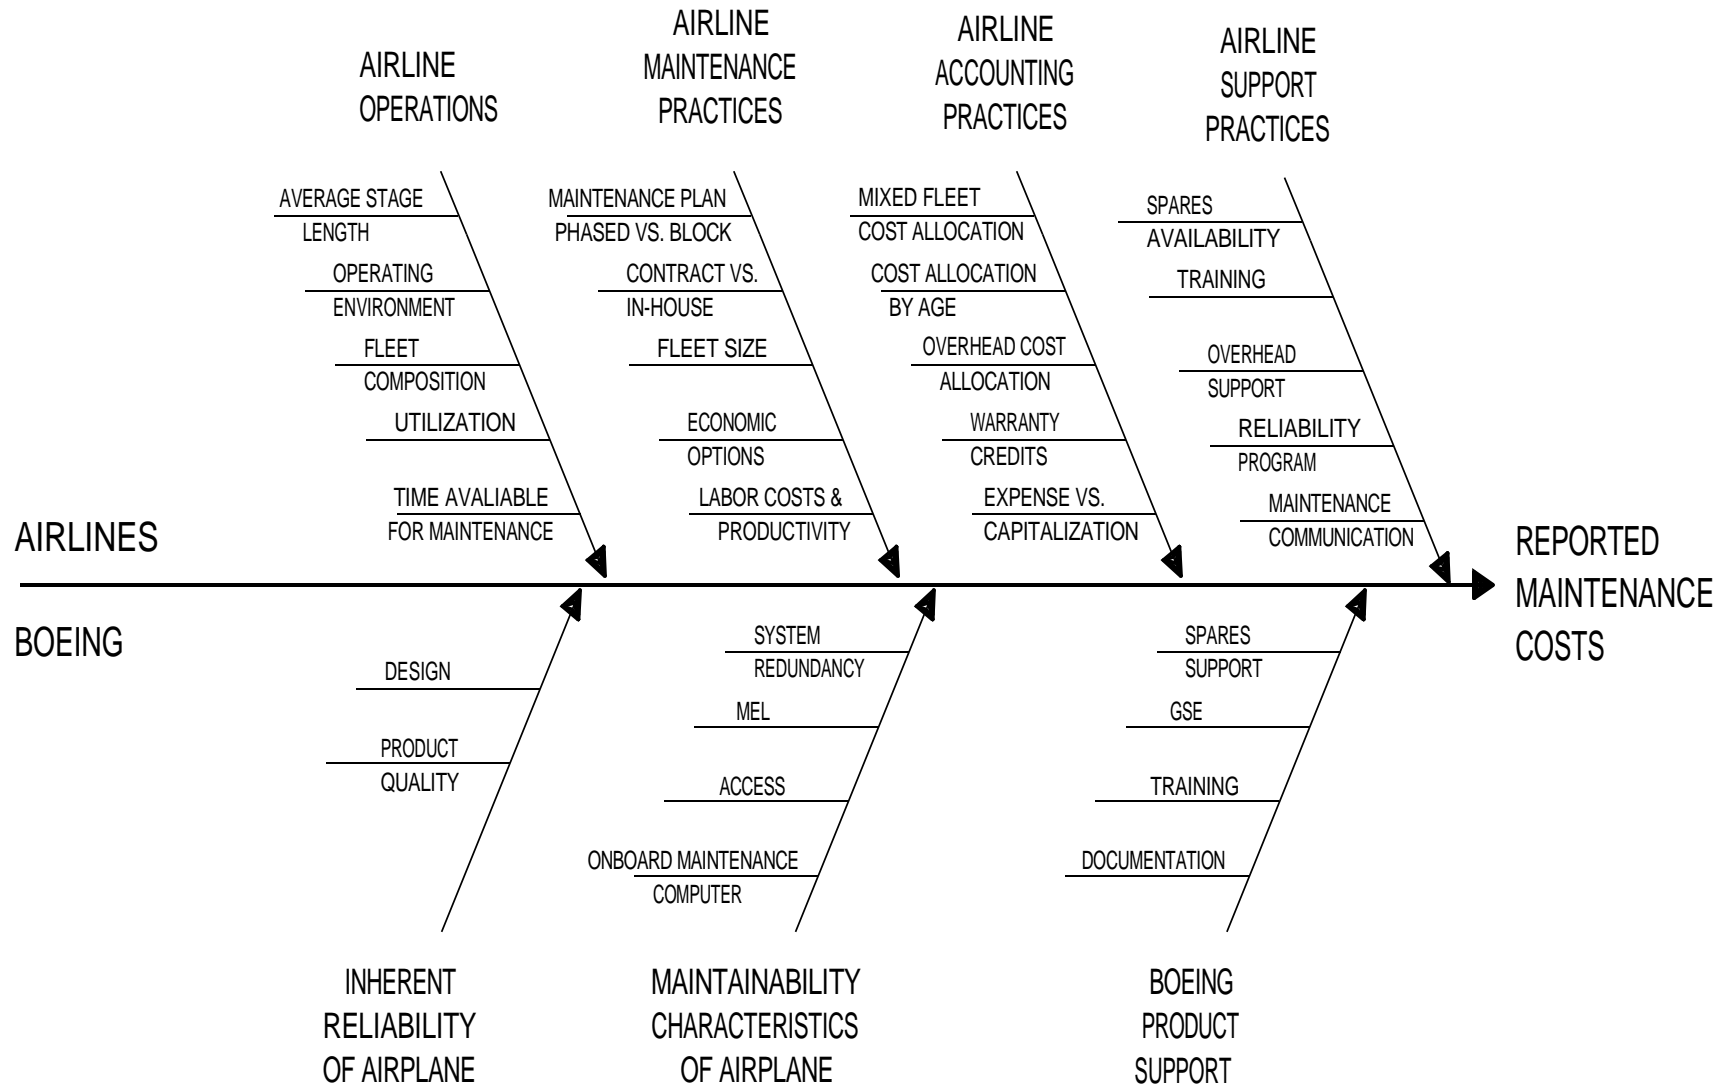 AIRLINE
OPERATIONS
AIRLINE
MAINTENANCE
PRACTICES
AIRLINE
ACCOUNTING
PRACTICES
AIRLINE
SUPPORT
PRACTICES
AVERAGE STAGE
LENGTH
OPERATING
ENVIRONMENT
FLEET
COMPOSITION
UTILIZATION
TIME AVALIABLE
FOR MAINTENANCE
MAINTENANCE PLAN
PHASED VS. BLOCK
CONTRACT VS.
IN-HOUSE
FLEET SIZE
ECONOMIC
OPTIONS
LABOR COSTS &
PRODUCTIVITY
MIXED FLEET
COST ALLOCATION
COST ALLOCATION
BY AGE
OVERHEAD COST
ALLOCATION
WARRANTY
CREDITS
EXPENSE VS.
CAPITALIZATION
SPARES
AVAILABILITY
TRAINING
OVERHEAD
SUPPORT
RELIABILITY
PROGRAM
MAINTENANCE
COMMUNICATION
AIRLINES
BOEING
REPORTED
MAINTENANCE
COSTS
DESIGN
PRODUCT
QUALITY
SYSTEM
REDUNDANCY
MEL
ACCESS
ONBOARD MAINTENANCE
COMPUTER
SPARES
SUPPORT
GSE
TRAINING
DOCUMENTATION
INHERENT
RELIABILITY
OF AIRPLANE
MAINTAINABILITY
CHARACTERISTICS
OF AIRPLANE
BOEING
PRODUCT
SUPPORT